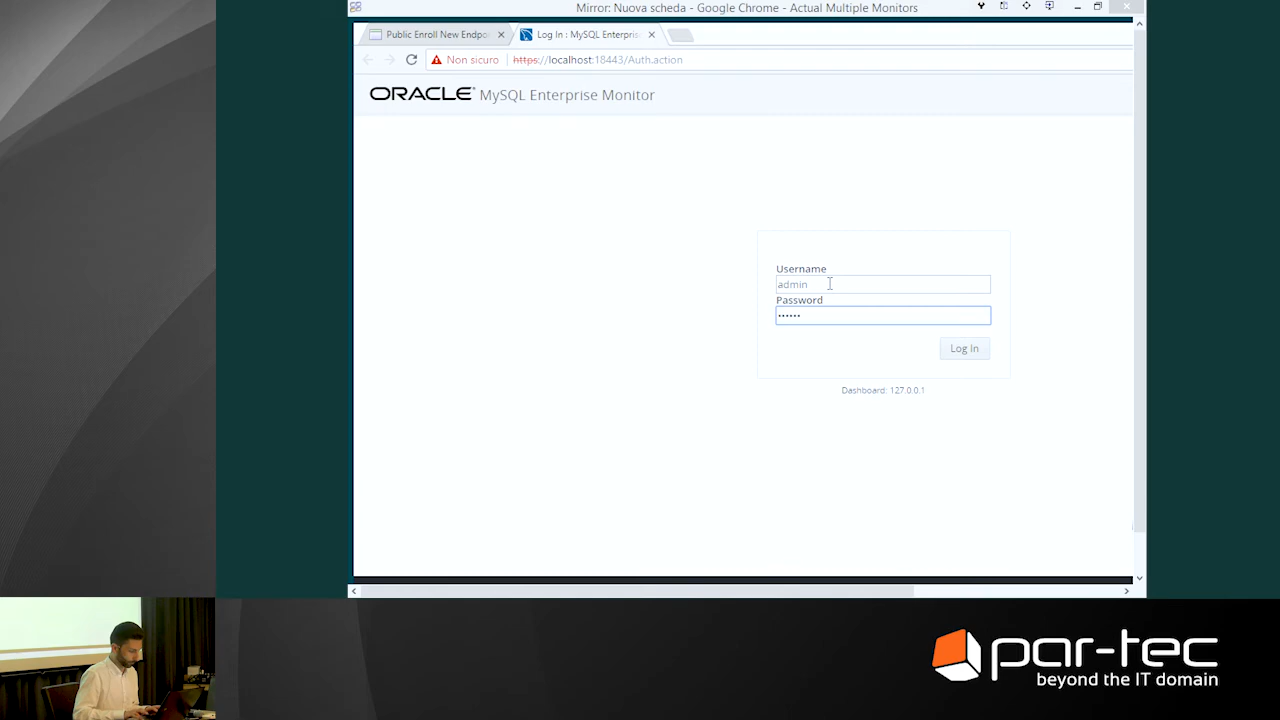 Mirror: Nuova scheda - Google Chrome - Actual Multiple Monitors
Public Enroll New Endpo
Log In : MySQL Enterpris
Non sicuro
https://localhost:18443/Auth.action
ORACLE MySQL Enterprise Monitor
Username
admin
Password
••••••
Log In
Dashboard: 127.0.0.1
par-tec
beyond the IT domain